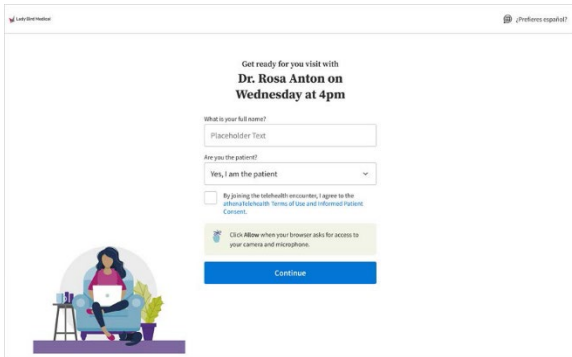 Lady Bird Medical
¿Prefieres español?
Get ready for you visit with
Dr. Rosa Anton on
Wednesday at 4pm
What is your full name?
Placeholder Text
Are you the patient?
Yes, I am the patient
By joining the telehealth encounter, I agree to the
athenaTelehealth Terms of Use and Informed Patient
Consent.
Click Allow when your browser asks for access to
your camera and microphone.
Continue